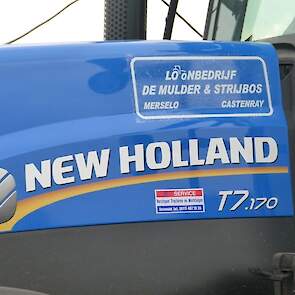 LOONBEDRIJF
DE MULDER & STRIJBOS
MERSELO CASTENRAY
NEW HOLLAND
SERVICE
T7.170